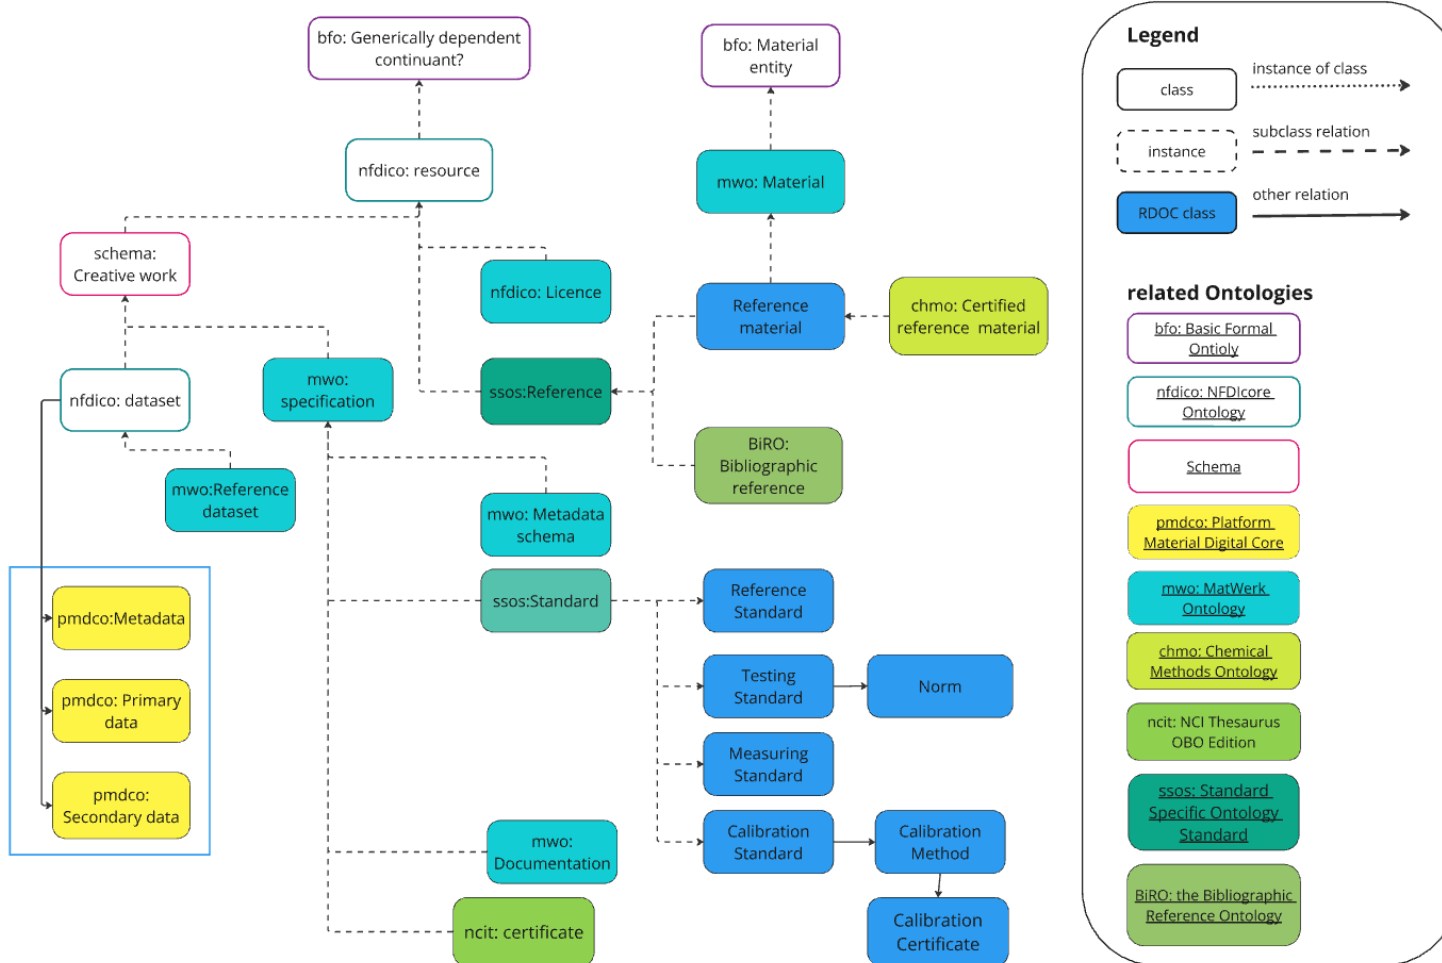 bfo: Generically dependent
continuant?
bfo: Material
entity
nfdico: resource
mwo: Material
schema:
Creative work
nfdico: Licence
Reference
material
chmo: Certified
reference material
nfdico: dataset
mwo:
specification
ssos:Reference
mwo:Reference
dataset
BiRO:
Bibliographic
reference
mwo: Metadata
schema
pmdco:Metadata
ssos:Standard
Reference
Standard
pmdco: Primary
data
Testing
Standard
Norm
Measuring
Standard
pmdco:
Secondary data
mwo:
Documentation
Calibration
Standard
Calibration
Method
ncit: certificate
Calibration
Certificate
Legend
class
instance of class
instance
subclass relation
RDOC class
other relation
related Ontologies
bfo: Basic Formal
Ontioly
nfdico: NFDIcore
Ontology
Schema
pmdco: Platform
Material Digital Core
mwo: MatWerk
Ontology
chmo: Chemical
Methods Ontology
ncit: NCI Thesaurus
OBO Edition
ssos: Standard
Specific Ontology
Standard
BiRO: the Bibliographic
Reference Ontology